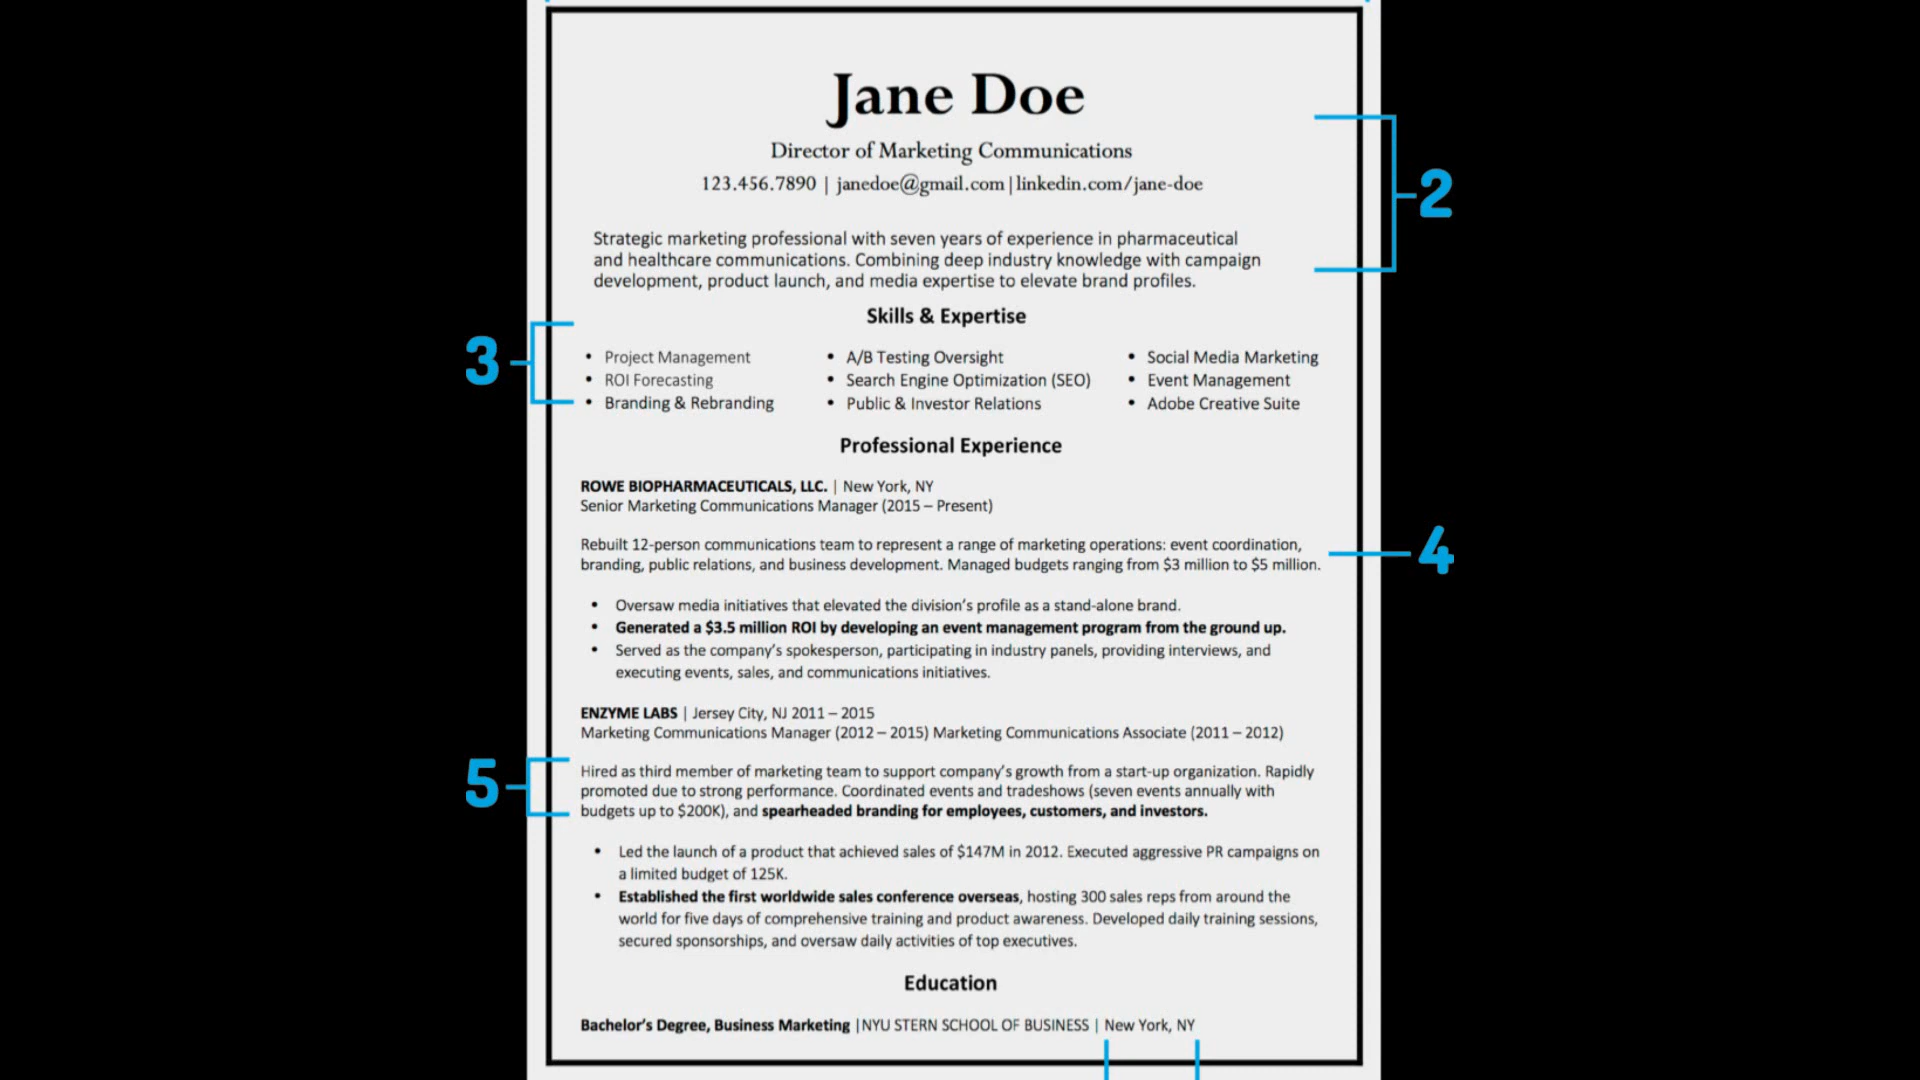 Jane Doe
Director of Marketing Communications
123.456.7890 | janedoe@gmail.com|linkedin.com/jane-doe
2
Strategic marketing professional with seven years of experience in pharmaceutical
and healthcare communications. Combining deep industry knowledge with campaign
development, product launch, and media expertise to elevate brand profiles.
Skills & Expertise
3
• Project Management • A/B Testing Oversight • Social Media Marketing
• ROI Forecasting • Search Engine Optimization (SEO) • Event Management
• Branding & Rebranding • Public & Investor Relations • Adobe Creative Suite
Professional Experience
ROWE BIOPHARMACEUTICALS, LLC. | New York, NY
Senior Marketing Communications Manager (2015 – Present)
Rebuilt 12-person communications team to represent a range of marketing operations: event coordination,
branding, public relations, and business development. Managed budgets ranging from $3 million to $5 million.
4
• Oversaw media initiatives that elevated the division's profile as a stand-alone brand.
• Generated a $3.5 million ROI by developing an event management program from the ground up.
• Served as the company's spokesperson, participating in industry panels, providing interviews, and
executing events, sales, and communications initiatives.
ENZYME LABS | Jersey City, NJ 2011 – 2015
Marketing Communications Manager (2012 – 2015) Marketing Communications Associate (2011 – 2012)
5
Hired as third member of marketing team to support company's growth from a start-up organization. Rapidly
promoted due to strong performance. Coordinated events and tradeshows (seven events annually with
budgets up to $200K), and spearheaded branding for employees, customers, and investors.
• Led the launch of a product that achieved sales of $147M in 2012. Executed aggressive PR campaigns on
a limited budget of 125K.
• Established the first worldwide sales conference overseas, hosting 300 sales reps from around the
world for five days of comprehensive training and product awareness. Developed daily training sessions,
secured sponsorships, and oversaw daily activities of top executives.
Education
Bachelor's Degree, Business Marketing |NYU STERN SCHOOL OF BUSINESS | New York, NY